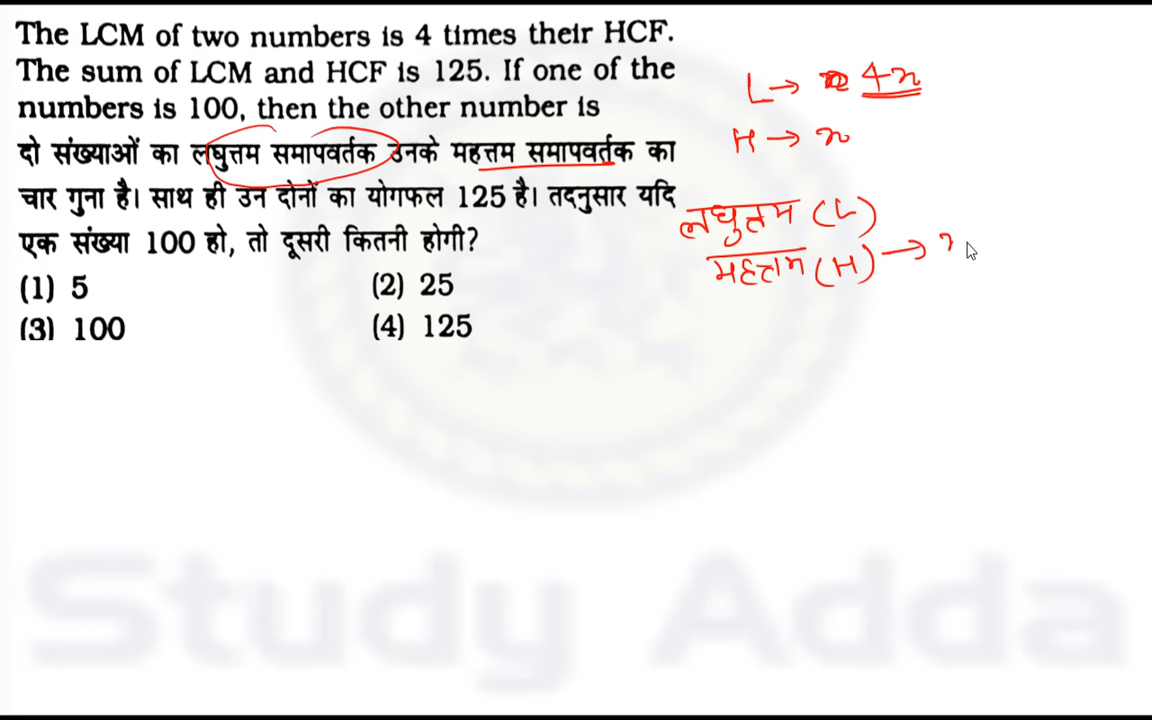 The LCM of two numbers is 4 times their HCF.
The sum of LCM and HCF is 125. If one of the
numbers is 100, then the other number is
दो संख्याओं का लघुत्तम समापवर्तक उनके महत्तम समापवर्तक का
चार गुना है। साथ ही उन दोनों का योगफल 125 है। तदनुसार यदि
एक संख्या 100 हो, तो दूसरी कितनी होगी?
(1) 5 (2) 25
(3) 100 (4) 125
L → 4x
H → x
लघुत्तम (L)
महत्तम (H) →
Study Adda